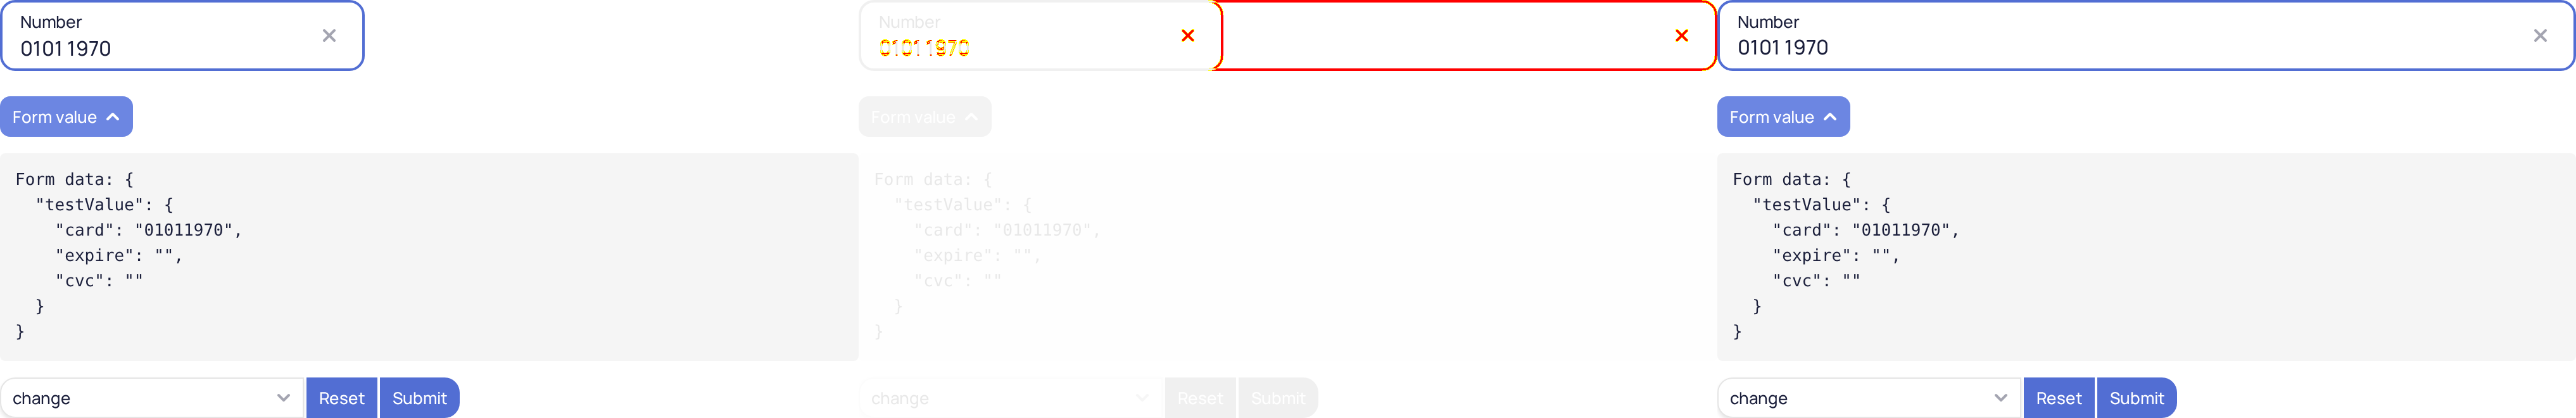 Number
0101 1970
Form value
Form data: {
  "testValue": {
    "card": "01011970",
    "expire": "",
    "cvc": ""
  }
}
change
Reset
Submit
Number
0101 1970
Form value
Form data: {
  "testValue": {
    "card": "01011970",
    "expire": "",
    "cvc": ""
  }
}
change
Reset
Submit
Number
0101 1970
Form value
Form data: {
  "testValue": {
    "card": "01011970",
    "expire": "",
    "cvc": ""
  }
}
change
Reset
Submit